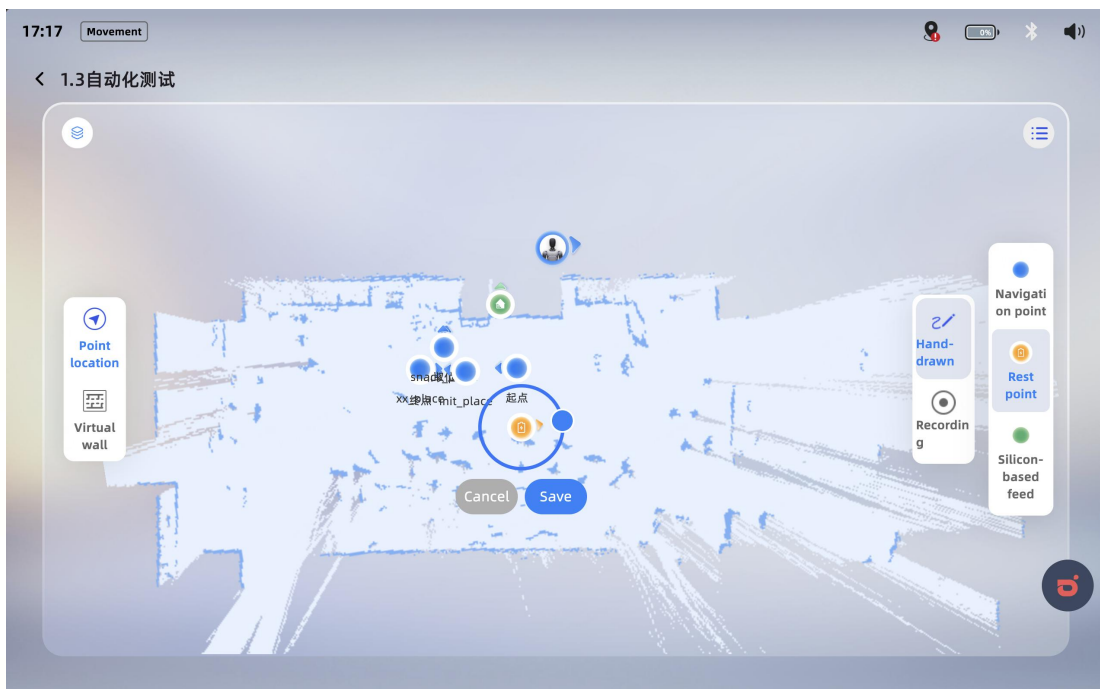 17:17 Movement
0%
1.3自动化测试
Point
location
Virtual
wall
起点
Cancel Save
Hand-
drawn
Recordin
g
Navigati
on point
Rest
point
Silicon-
based
feed